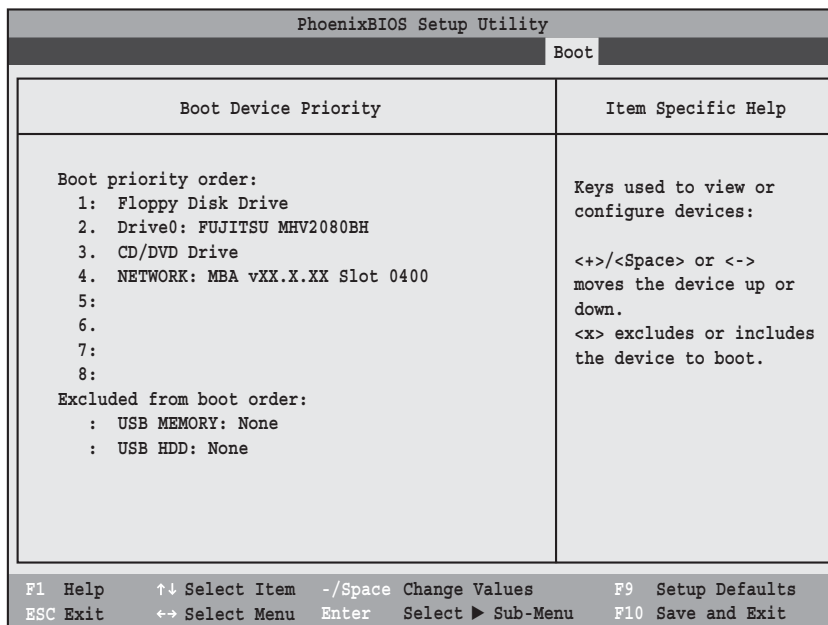 PhoenixBIOS Setup Utility
Boot
Boot Device Priority
Item Specific Help
Boot priority order:
1: Floppy Disk Drive
2. Drive0: FUJITSU MHV2080BH
3. CD/DVD Drive
4. NETWORK: MBA vXX.X.XX Slot 0400
5:
6.
7:
8:
Excluded from boot order:
: USB MEMORY: None
: USB HDD: None
Keys used to view or
configure devices:
<+>/<Space> or <->
moves the device up or
down.
<x> excludes or includes
the device to boot.
F1 Help ↑↓ Select Item -/Space Change Values F9 Setup Defaults
ESC Exit ←→ Select Menu Enter Select ▶ Sub-Menu F10 Save and Exit